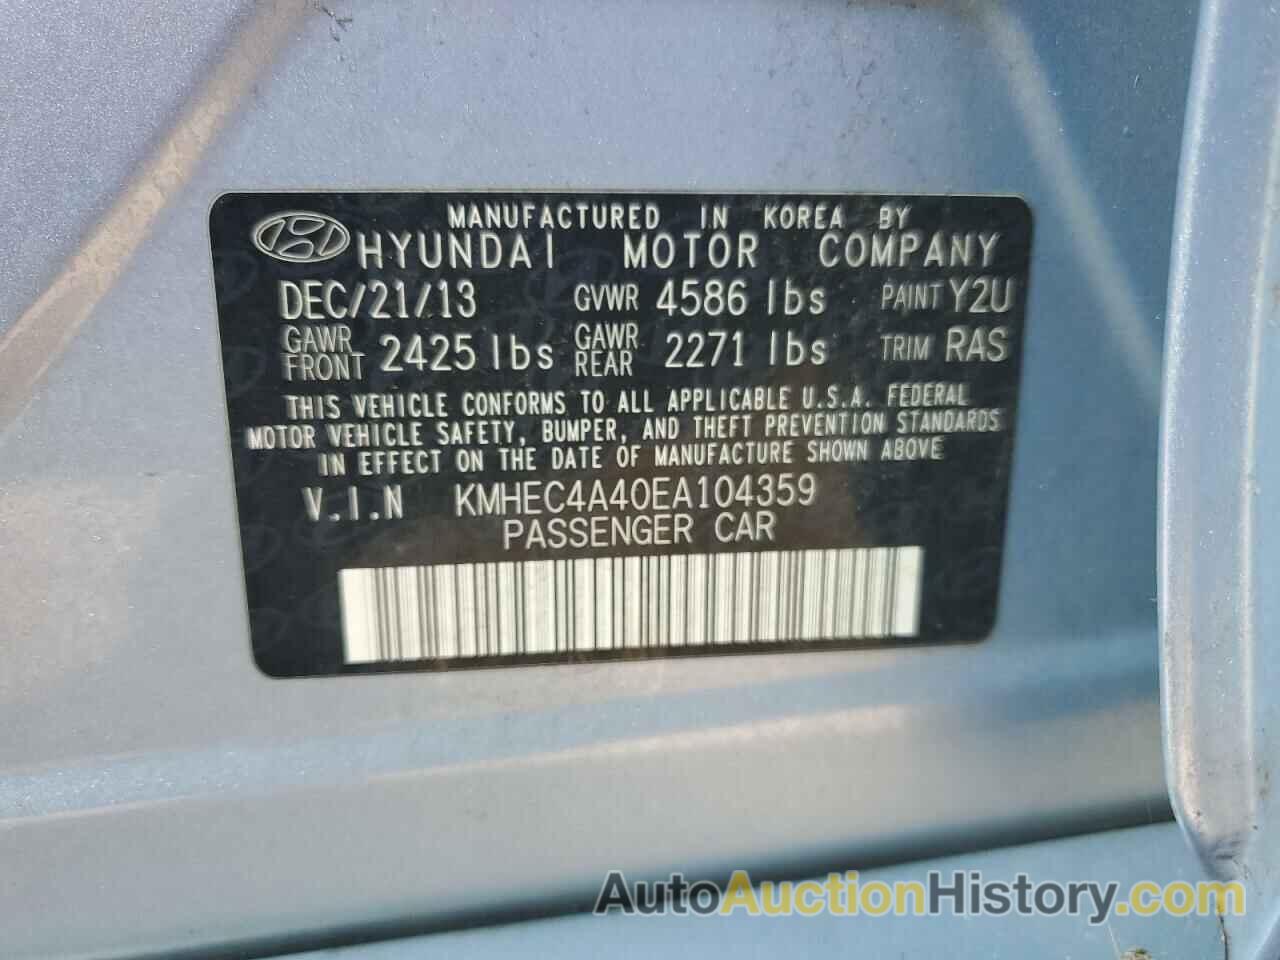 MANUFACTURED IN KOREA BY
HYUNDAI MOTOR COMPANY
DEC/21/13 GVWR 4586 lbs PAINT Y2U
GAWR FRONT 2425 lbs GAWR REAR 2271 lbs TRIM RAS
THIS VEHICLE CONFORMS TO ALL APPLICABLE U.S.A. FEDERAL
MOTOR VEHICLE SAFETY, BUMPER, AND THEFT PREVENTION STANDARDS
IN EFFECT ON THE DATE OF MANUFACTURE SHOWN ABOVE
V.I.N KMHEC4A40EA104359
PASSENGER CAR
AutoAuctionHistory.com